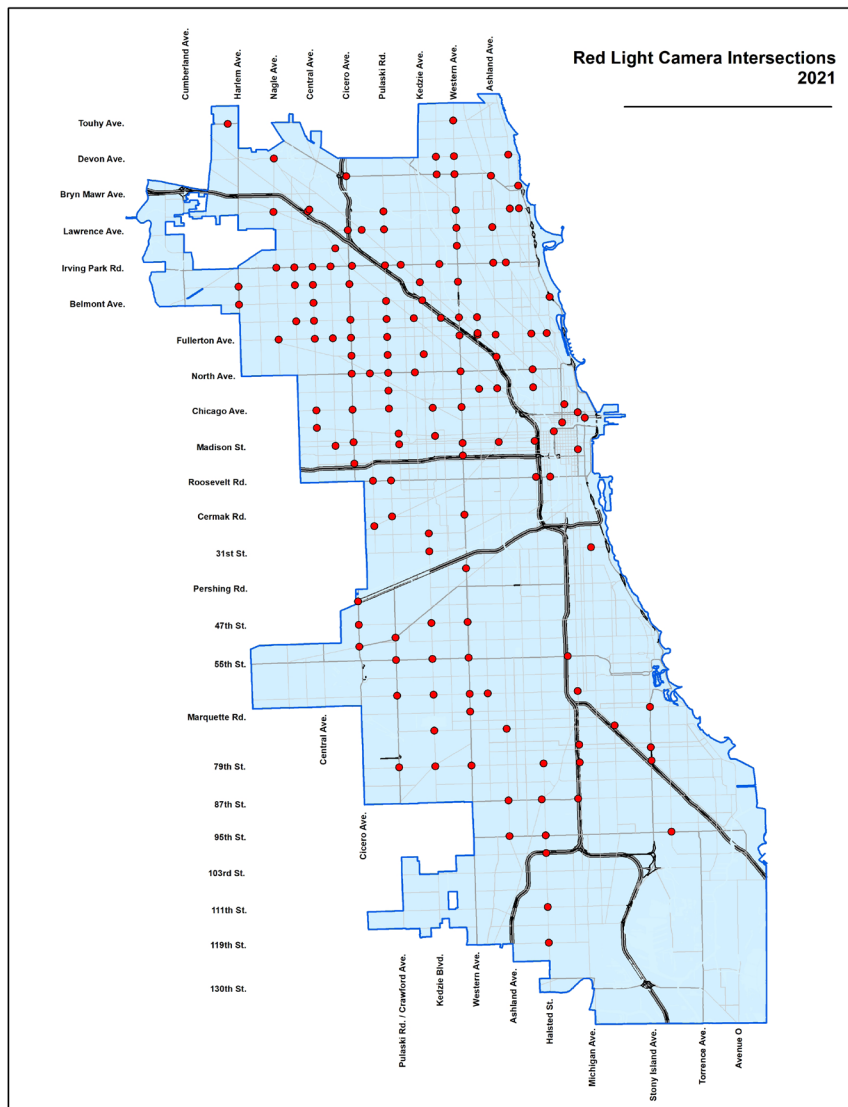 Red Light Camera Intersections
2021
Cumberland Ave.
Harlem Ave.
Nagle Ave.
Central Ave.
Cicero Ave.
Pulaski Rd.
Kedzie Ave.
Western Ave.
Ashland Ave.
Touhy Ave.
Devon Ave.
Bryn Mawr Ave.
Lawrence Ave.
Irving Park Rd.
Belmont Ave.
Fullerton Ave.
North Ave.
Chicago Ave.
Madison St.
Roosevelt Rd.
Cermak Rd.
31st St.
Pershing Rd.
47th St.
55th St.
Marquette Rd.
79th St.
87th St.
95th St.
103rd St.
111th St.
119th St.
130th St.
Central Ave.
Cicero Ave.
Pulaski Rd. / Crawford Ave.
Kedzie Blvd.
Western Ave.
Ashland Ave.
Halsted St.
Michigan Ave.
Stony Island Ave.
Torrence Ave.
Avenue O